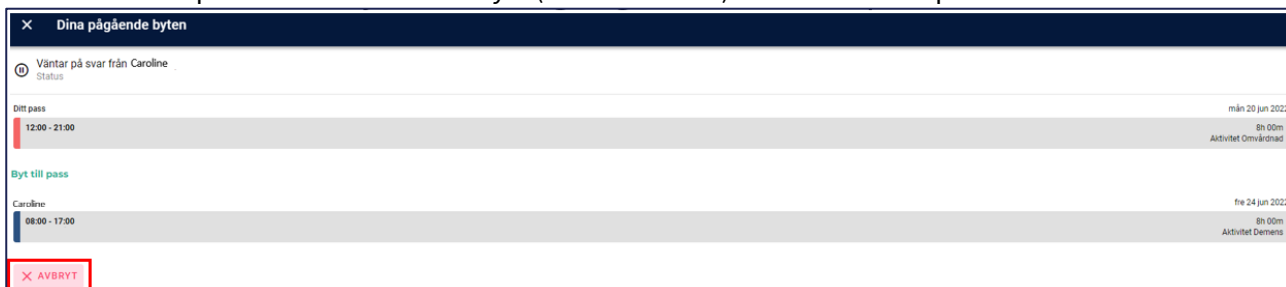 Dina pågående byten
Väntar på svar från Caroline
Status
Ditt pass
mån 20 jun 2022
12:00 - 21:00
8h 00m
Aktivitet Omvårdnad
Byt till pass
Caroline
fre 24 jun 2022
08:00 - 17:00
8h 00m
Aktivitet Demens
AVBRYT